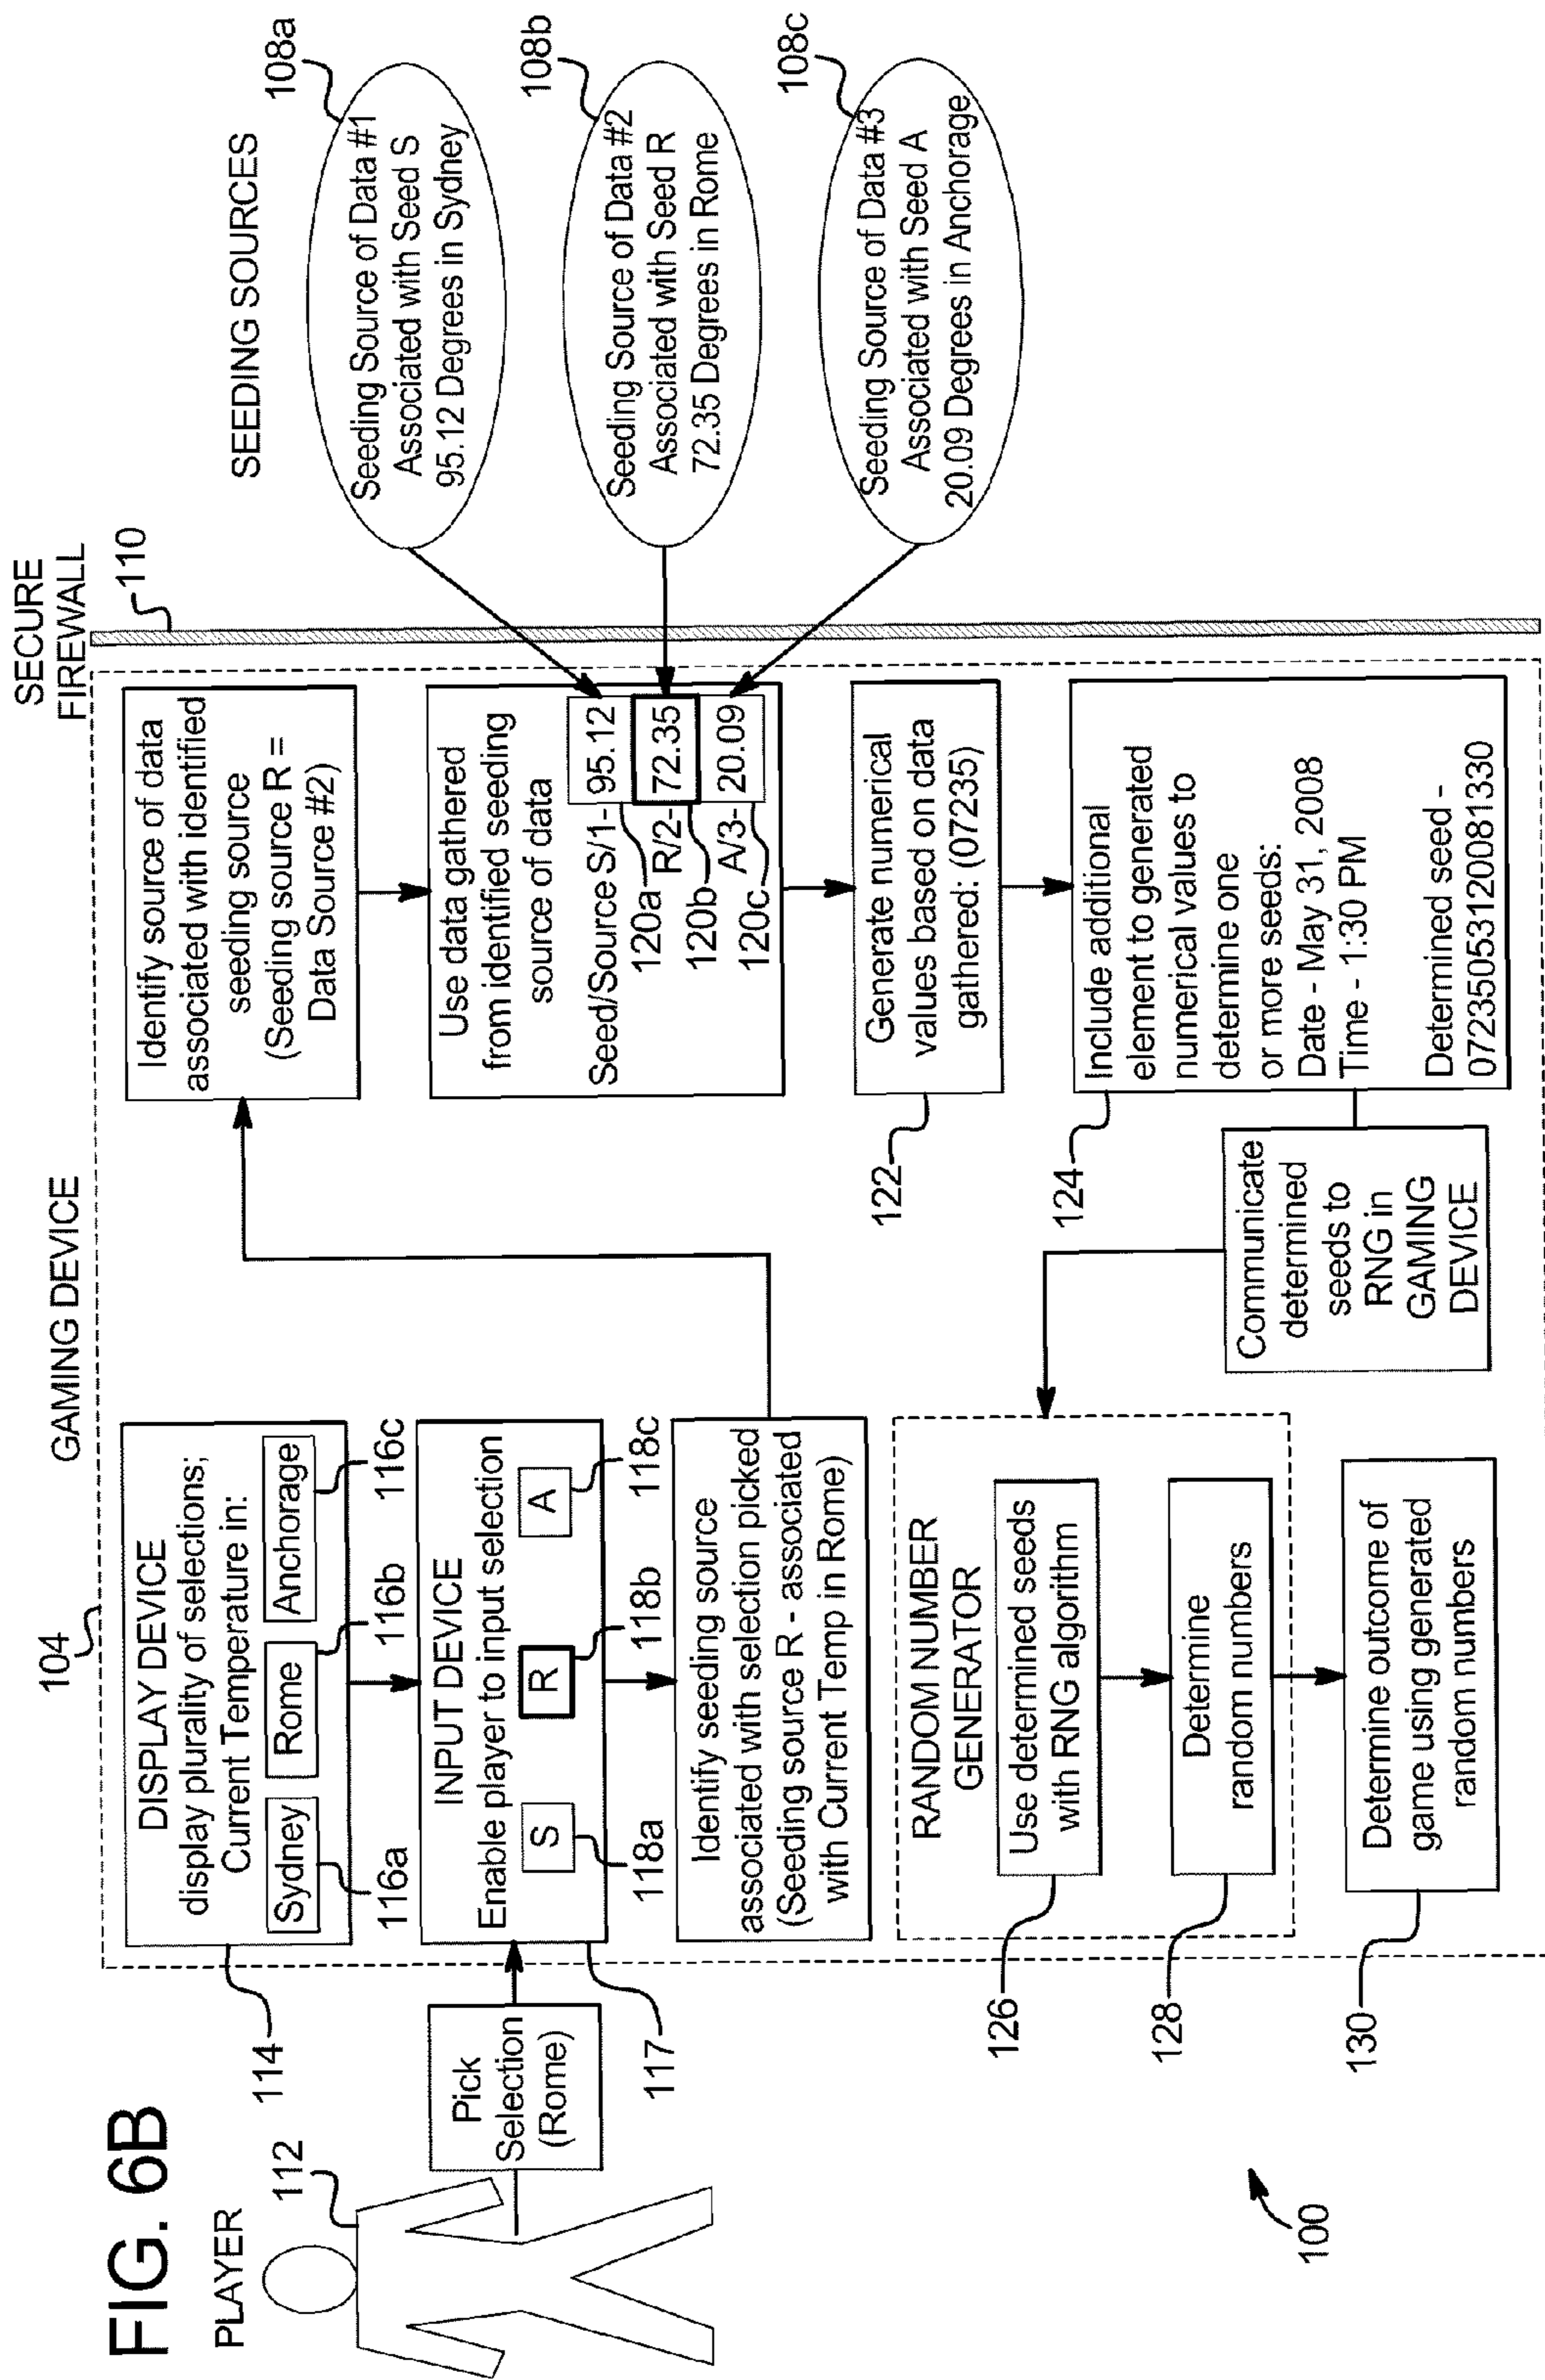 FIG. 6B
PLAYER
112
Pick
Selection
(Rome)
100
GAMING DEVICE
104
DISPLAY DEVICE
display plurality of selections;
Current Temperature in:
Sydney
Rome
Anchorage
114
116a
116b
116c
INPUT DEVICE
Enable player to input selection
S
R
A
117
118a
118b
118c
Identify seeding source
associated with selection picked
(Seeding source R - associated
with Current Temp in Rome)
RANDOM NUMBER
GENERATOR
Use determined seeds
with RNG algorithm
126
Determine
random numbers
128
Determine outcome of
game using generated
random numbers
130
Identify source of data
associated with identified
seeding source
(Seeding source R =
Data Source #2)
Use data gathered
from identified seeding
source of data
Seed/Source S/1- 95.12
120a
R/2- 72.35
120b
A/3- 20.09
120c
Generate numerical
values based on data
gathered: (07235)
122
Include additional
element to generated
numerical values to
determine one
or more seeds:
Date - May 31, 2008
Time - 1:30 PM
Determined seed -
07235053120081330
124
Communicate
determined
seeds to
RNG in
GAMING
DEVICE
SECURE
FIREWALL
110
SEEDING SOURCES
Seeding Source of Data #1
Associated with Seed S
95.12 Degrees in Sydney
108a
Seeding Source of Data #2
Associated with Seed R
72.35 Degrees in Rome
108b
Seeding Source of Data #3
Associated with Seed A
20.09 Degrees in Anchorage
108c